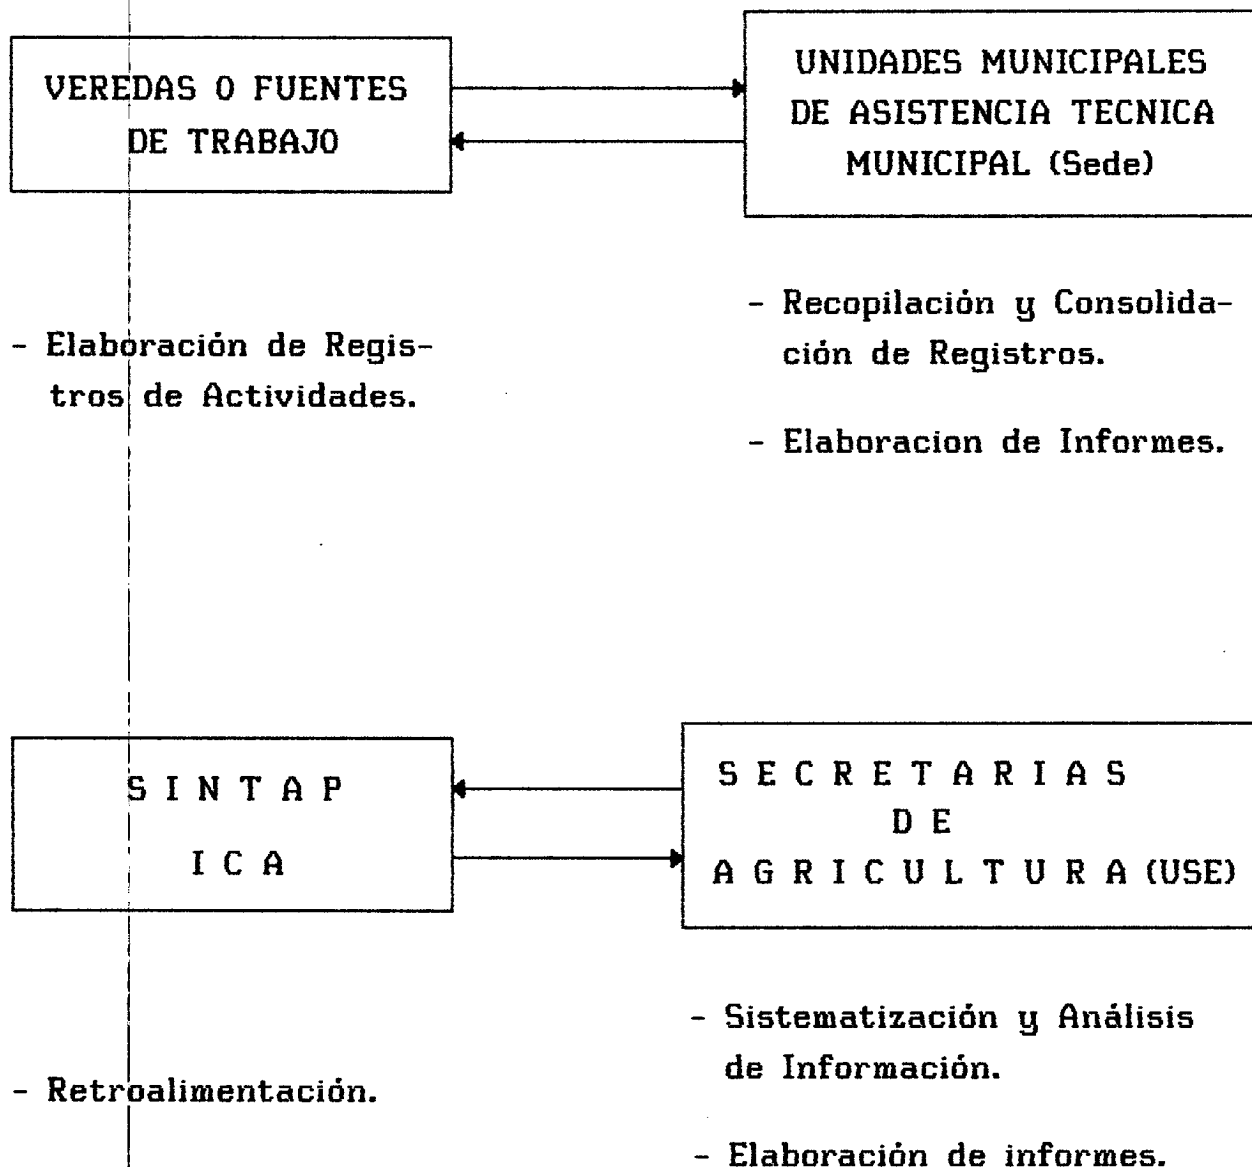 VEREDAS O FUENTES
DE TRABAJO
UNIDADES MUNICIPALES
DE ASISTENCIA TECNICA
MUNICIPAL (Sede)
- Elaboración de Regis-
tros de Actividades.
- Recopilación y Consolida-
ción de Registros.
- Elaboracion de Informes.
S I N T A P
I C A
S E C R E T A R I A S
D E
A G R I C U L T U R A (USE)
- Retroalimentación.
- Sistematización y Análisis
de Información.
- Elaboración de informes.